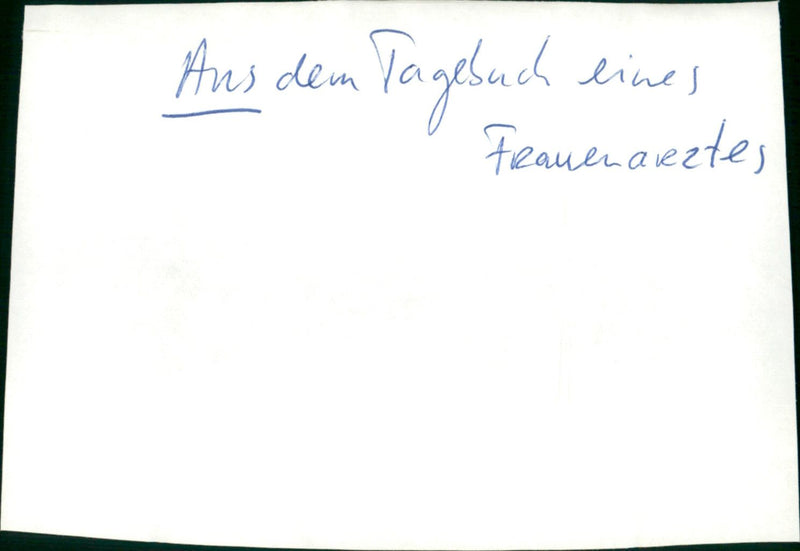 Aus dem Tagebuch eines
Frauenarztes